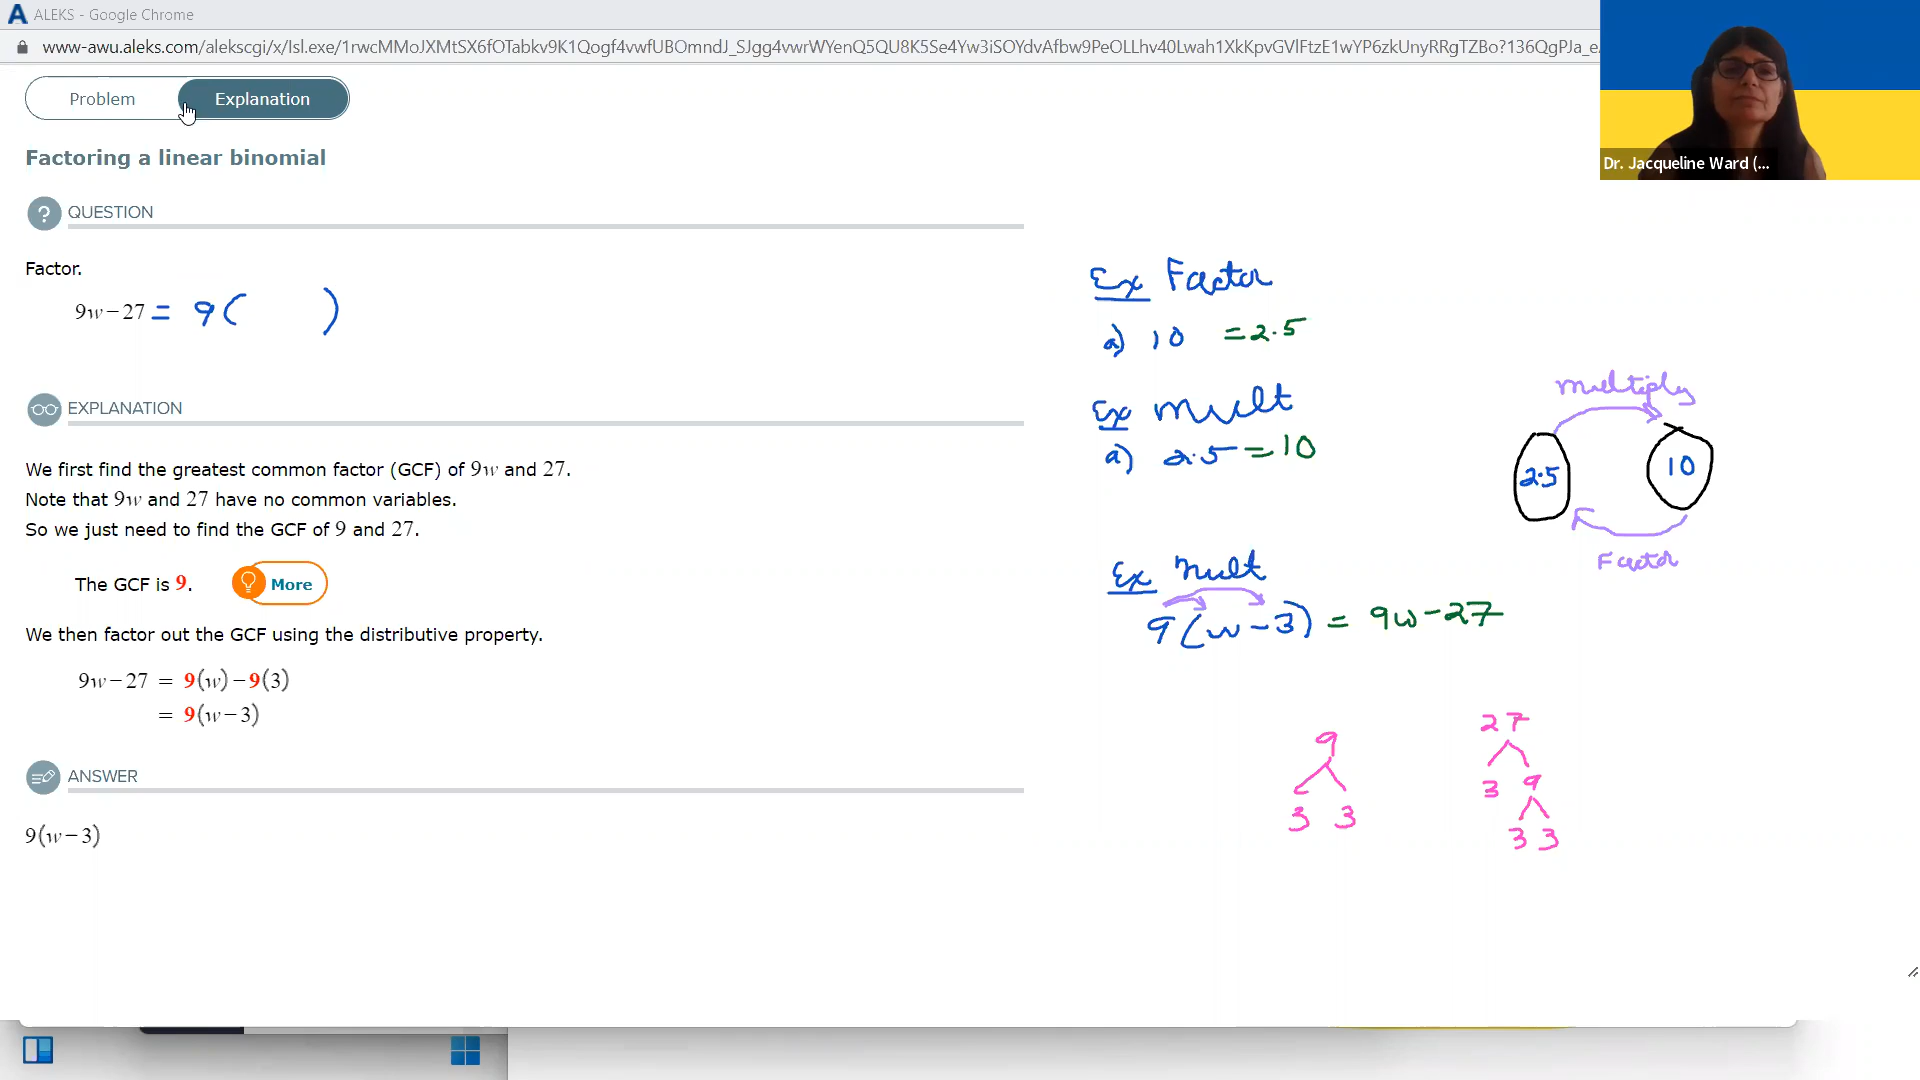 ALEKS - Google Chrome
www-awu.aleks.com/alekscgi/x/Isl.exe/1rwcMMoJXMtSX6fOTabkv9K1Qogf4vwfUBOmndJ_SJgg4vwrWYenQ5QU8K5Se4Yw3iSOYdvAfbw9PeOLLhv40Lwah1XkKpvGVlFtzE1wYP6zkUnyRRgTZBo?136QgPJa_e
Problem
Explanation
Dr. Jacqueline Ward (...
Factoring a linear binomial
QUESTION
Factor.
9w−27 = 9( )
EXPLANATION
We first find the greatest common factor (GCF) of 9w and 27.
Note that 9w and 27 have no common variables.
So we just need to find the GCF of 9 and 27.
The GCF is 9.
More
We then factor out the GCF using the distributive property.
9w−27 = 9(w)−9(3)
= 9(w−3)
ANSWER
9(w−3)
Ex Factor
a) 10 = 2·5
Ex mult
a) 2·5 = 10
multiply
2·5
10
Factor
Ex mult
9(w−3) = 9w−27
9
3 3
27
3 9
3 3